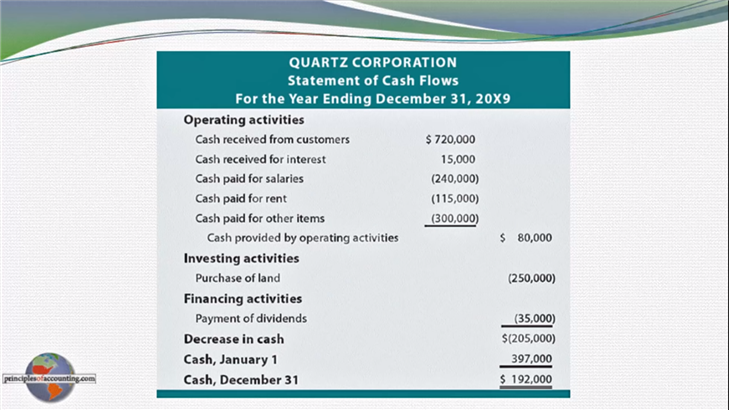 QUARTZ CORPORATION
Statement of Cash Flows
For the Year Ending December 31, 20X9
Operating activities
Cash received from customers $ 720,000
Cash received for interest 15,000
Cash paid for salaries (240,000)
Cash paid for rent (115,000)
Cash paid for other items (300,000)
Cash provided by operating activities $ 80,000
Investing activities
Purchase of land (250,000)
Financing activities
Payment of dividends (35,000)
Decrease in cash $(205,000)
Cash, January 1 397,000
Cash, December 31 $ 192,000
principlesofaccounting.com